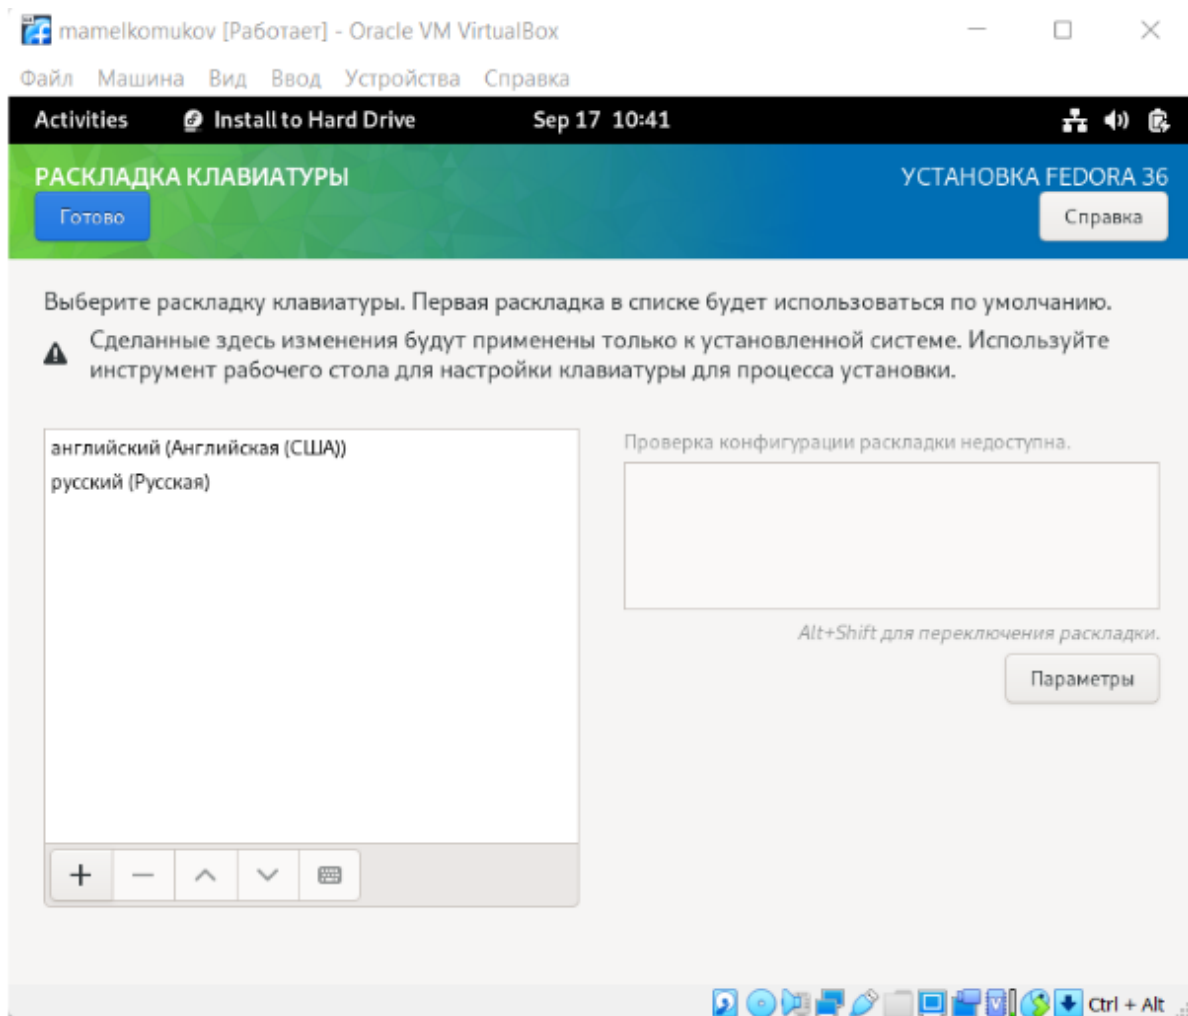 mamelkomukov [Работает] - Oracle VM VirtualBox
Файл Машина Вид Ввод Устройства Справка
Activities Install to Hard Drive Sep 17 10:41
РАСКЛАДКА КЛАВИАТУРЫ УСТАНОВКА FEDORA 36
Готово Справка
Выберите раскладку клавиатуры. Первая раскладка в списке будет использоваться по умолчанию.
Сделанные здесь изменения будут применены только к установленной системе. Используйте
инструмент рабочего стола для настройки клавиатуры для процесса установки.
английский (Английская (США))
русский (Русская)
Проверка конфигурации раскладки недоступна.
Alt+Shift для переключения раскладки.
Параметры
Ctrl + Alt